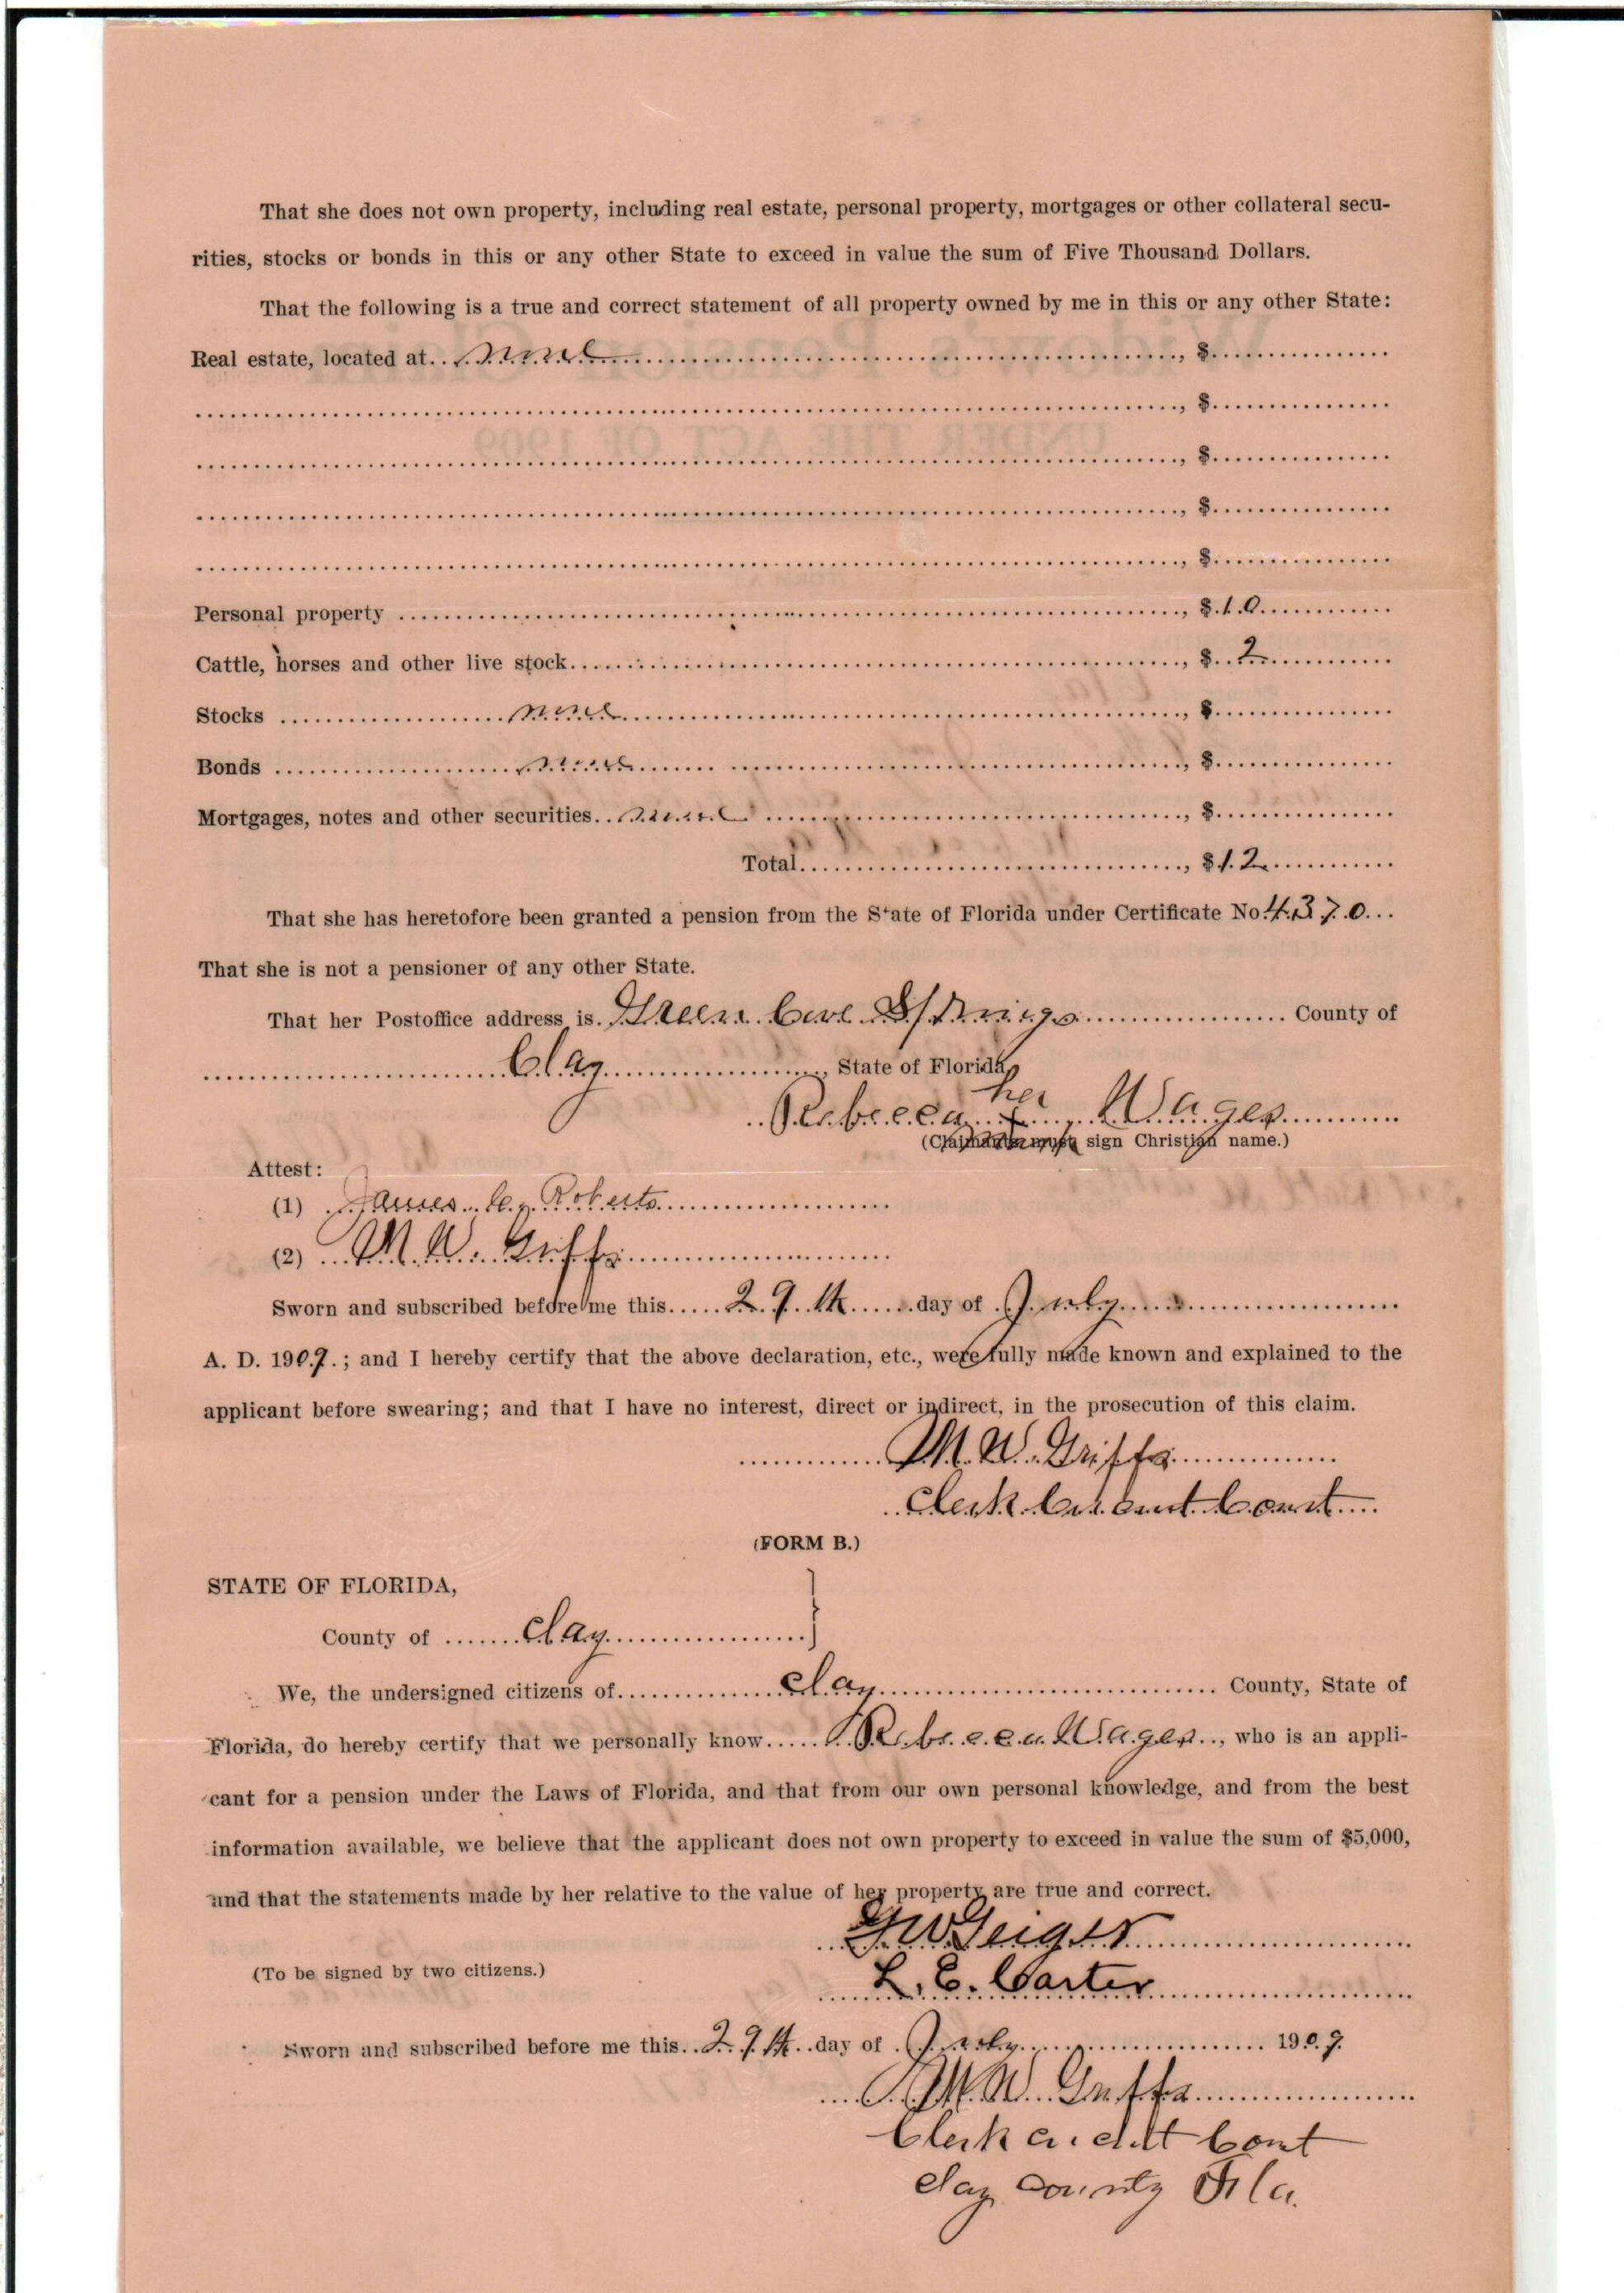 That she does not own property, including real estate, personal property, mortgages or other collateral secu-
rities, stocks or bonds in this or any other State to exceed in value the sum of Five Thousand Dollars.
That the following is a true and correct statement of all property owned by me in this or any other State:
Real estate, located at.. none ............, $............
............, $............
............, $............
............, $............
............, $............
Personal property ............, $ 10
Cattle, horses and other live stock............, $ 2
Stocks ............ none ............, $............
Bonds ............ none ............, $............
Mortgages, notes and other securities.. none ............, $............
Total............, $ 12
That she has heretofore been granted a pension from the State of Florida under Certificate No. 4370...
That she is not a pensioner of any other State.
That her Postoffice address is. Green Cove Springs ............ County of
............ Clay ............, State of Florida.
her
Rebecca + Wages
mark
(Claimants must sign Christian name.)
Attest:
(1) James C. Roberts
(2) M. W. Griffs
Sworn and subscribed before me this..... 29th ......day of July
A. D. 1909.; and I hereby certify that the above declaration, etc., were fully made known and explained to the
applicant before swearing; and that I have no interest, direct or indirect, in the prosecution of this claim.
M. W. Griffs
Clerk Circuit Court
(FORM B.)
STATE OF FLORIDA,
County of ...... Clay
We, the undersigned citizens of............ Clay ............ County, State of
Florida, do hereby certify that we personally know..... Rebecca Wages.., who is an appli-
cant for a pension under the Laws of Florida, and that from our own personal knowledge, and from the best
information available, we believe that the applicant does not own property to exceed in value the sum of $5,000,
and that the statements made by her relative to the value of her property are true and correct.
G W Geiger
(To be signed by two citizens.)
L. E. Carter
Sworn and subscribed before me this.. 29th ..day of July ............ 1909.
M. W. Griffs
Clerk Circuit Court
Clay County Fla.